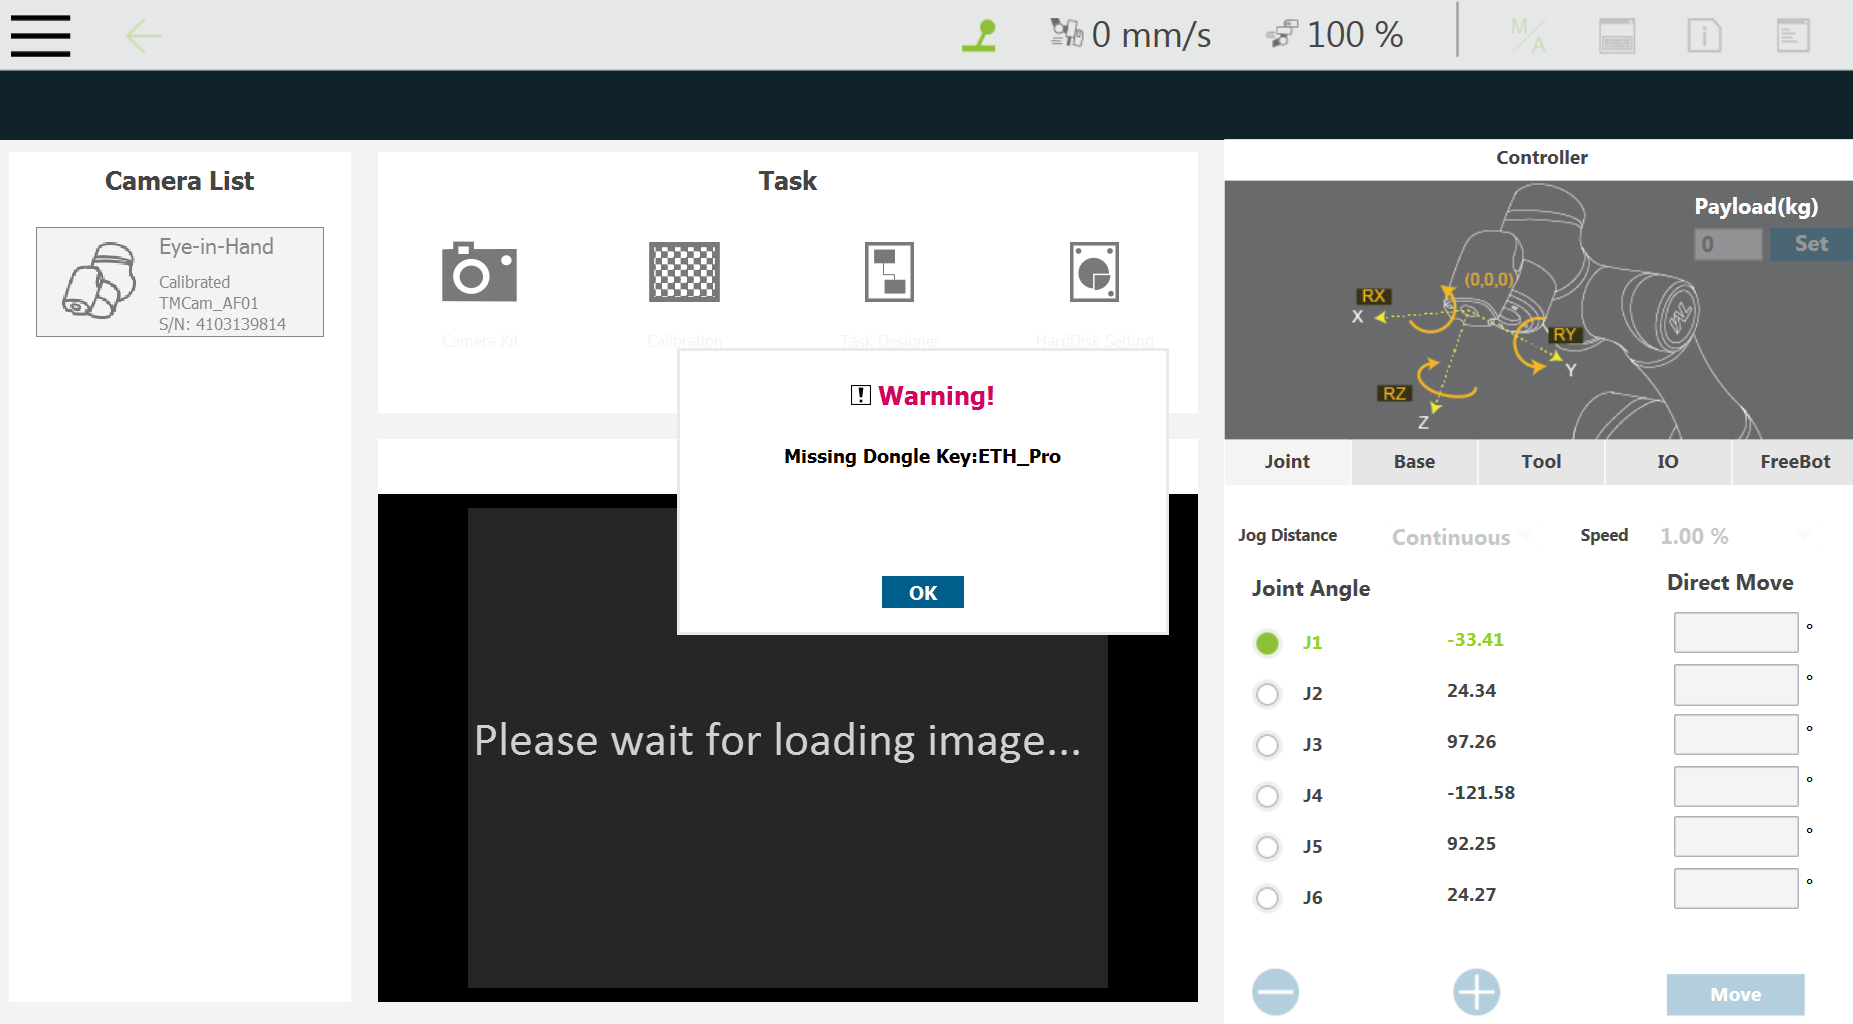 0 mm/s
100 %
M/A
Camera List
Eye-in-Hand
Calibrated
TMCam_AF01
S/N: 4103139814
Task
Camera Kit
Calibration
Task Designer
HardDisk Setting
Warning!
Missing Dongle Key:ETH_Pro
OK
Please wait for loading image...
Controller
Payload(kg)
0
Set
(0,0,0)
RX
X
RY
Y
RZ
Z
TM
Joint
Base
Tool
IO
FreeBot
Jog Distance
Continuous
Speed
1.00 %
Joint Angle
Direct Move
J1 -33.41 °
J2 24.34 °
J3 97.26 °
J4 -121.58 °
J5 92.25 °
J6 24.27 °
Move